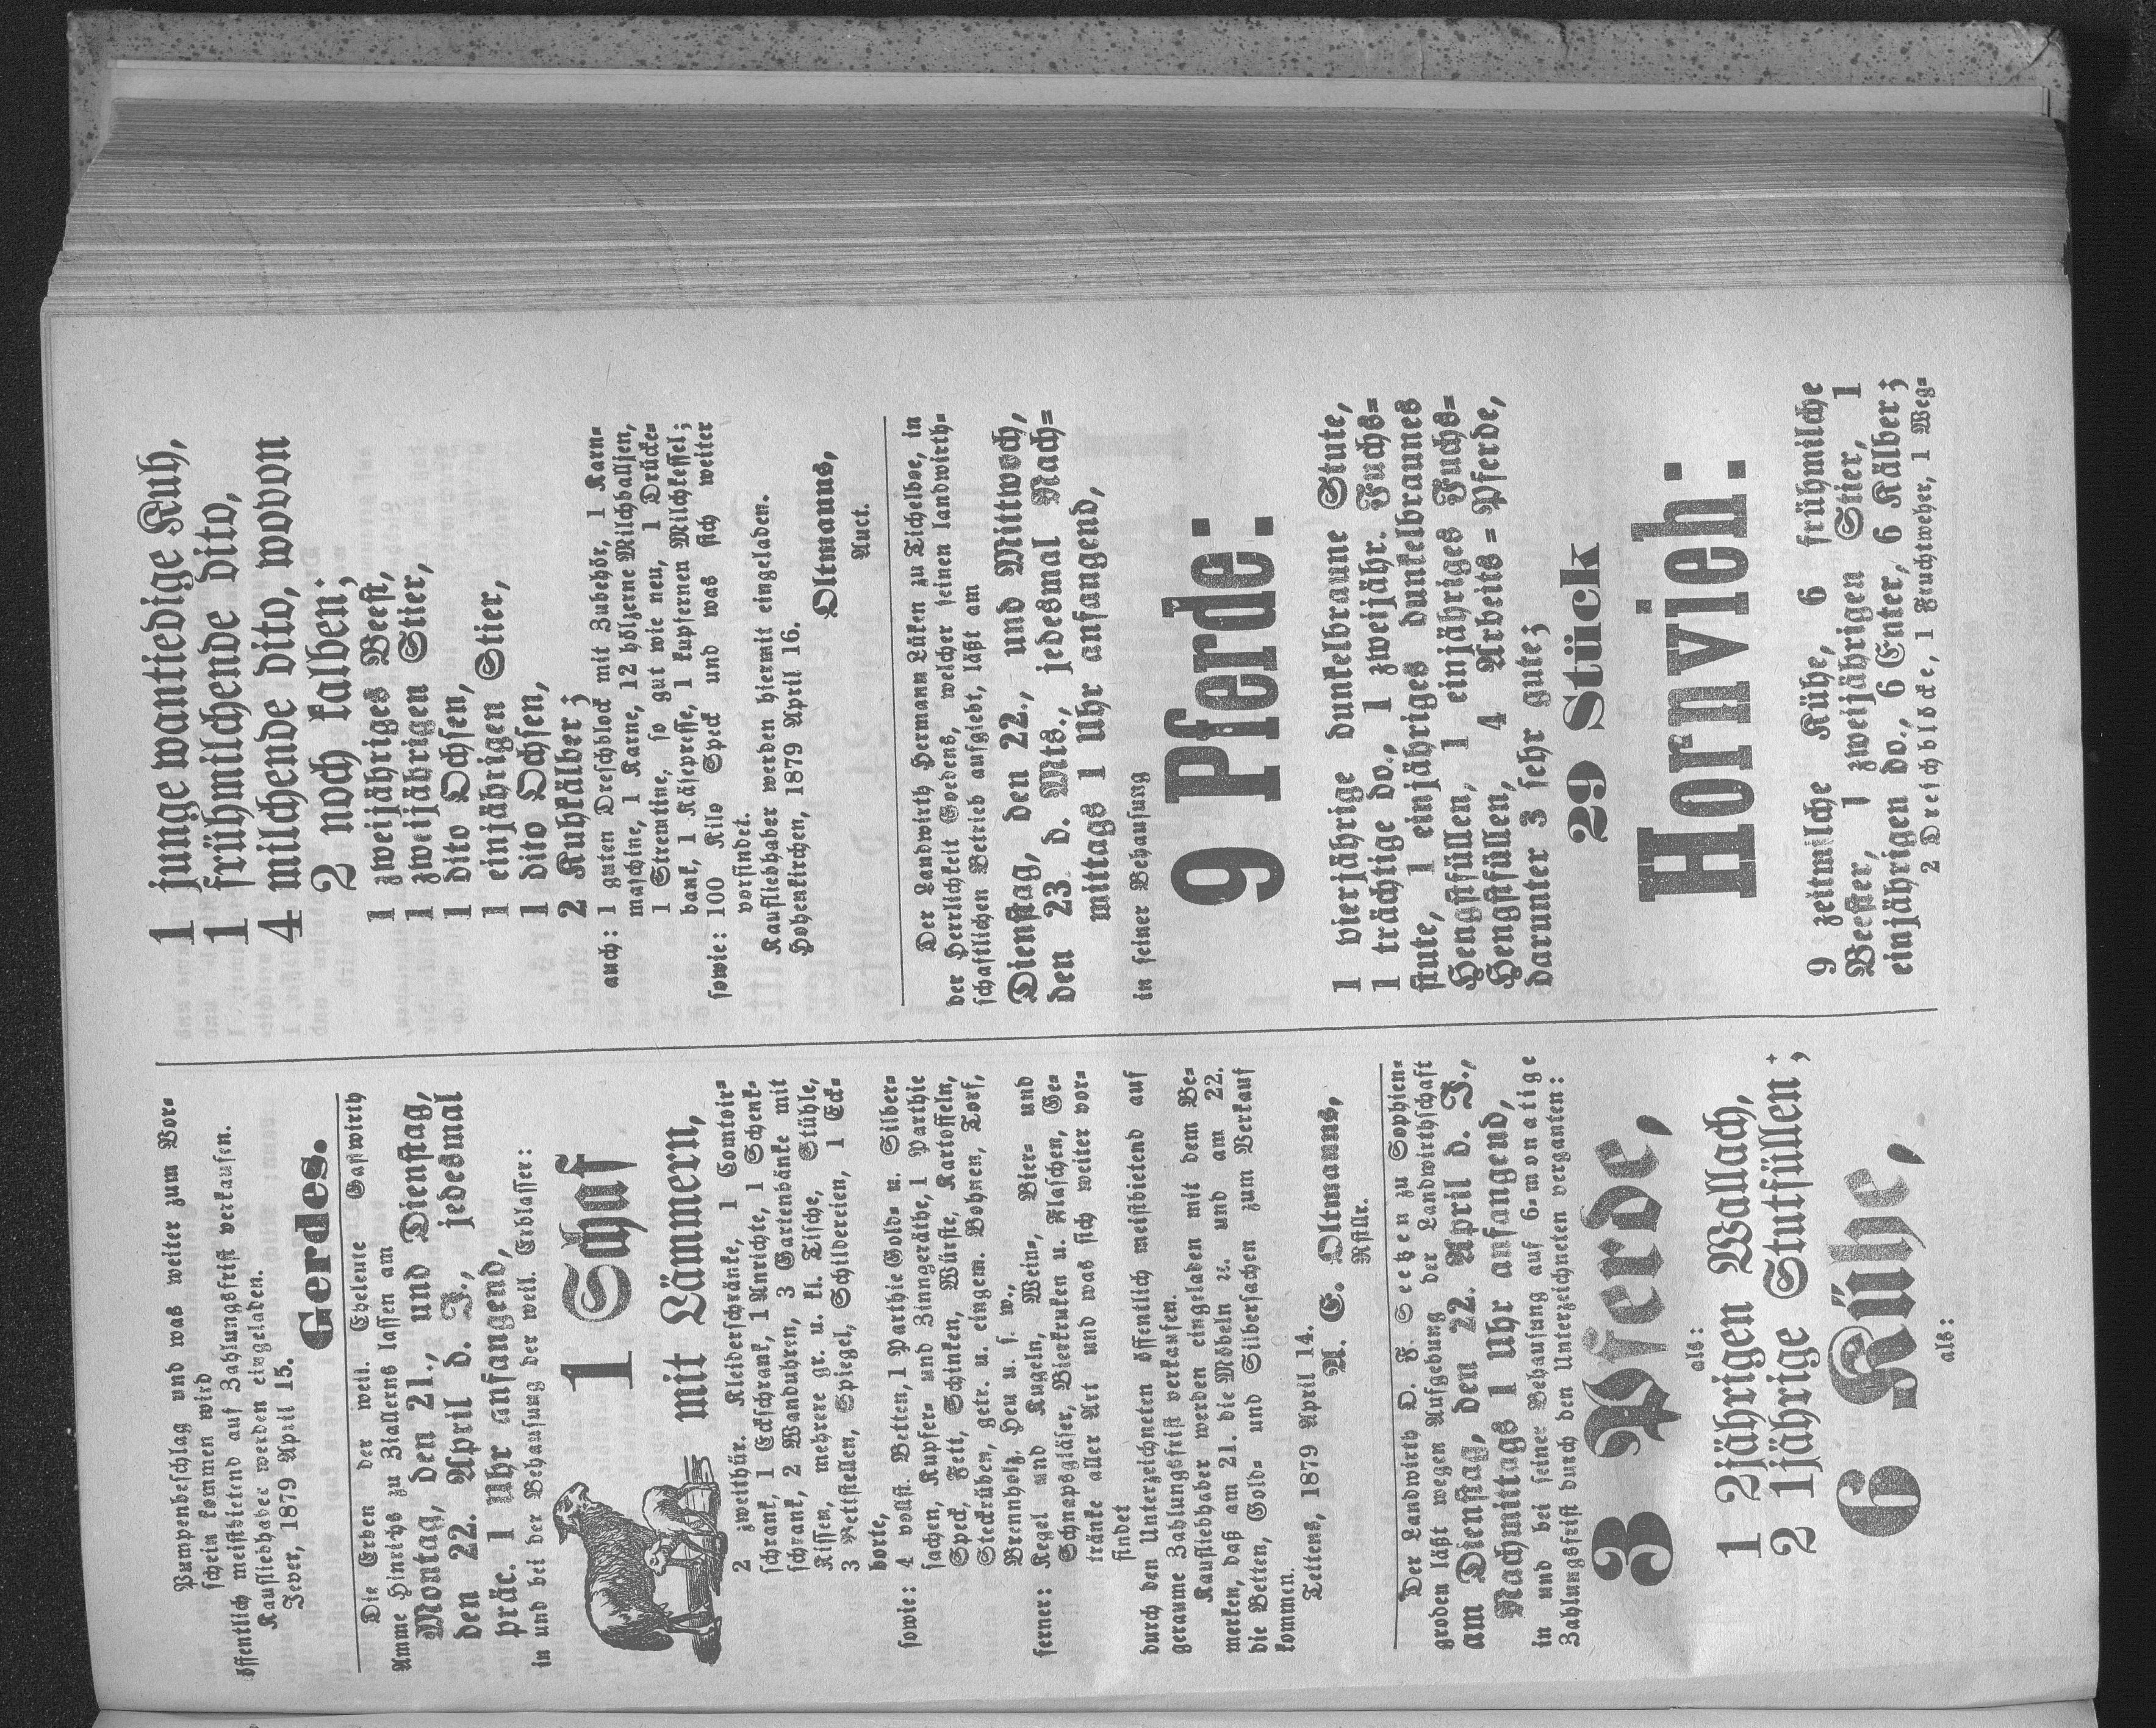 Pumpenbeschlag und was weiter zum Vor-
schein kommen wird
öffentlich meistbietend auf Zahlungsfrist verkaufen.
Kaufliebhaber werden eingeladen.
Jever, 1879 April 15.
Gerdes.
Die Erben der weil. Eheleute Gastwirth
Amme Hinrichs zu Ziallerns lassen am
Montag, den 21., und Dienstag,
den 22. April d. J., jedesmal
präc. 1 Uhr anfangend,
in und bei der Behausung der weil. Erblasser:
1 Schaf
mit Lämmern,
2 zweithür. Kleiderschränke, 1 Comtoir-
schrank, 1 Eckschrank, 1 Anrichte, 1 Schenk-
schrank, 2 Wanduhren, 3 Gartenbänke mit
Kissen, mehrere gr. u. kl. Tische, Stühle,
3 Bettstellen, Spiegel, Schildereien, 1 Eck-
borte,
sowie: 4 vollst. Betten, 1 Parthie Gold- u. Silber-
sachen, Kupfer- und Zinngeräthe, 1 Parthie
Speck, Fett, Schinken, Würste, Kartoffeln,
Steckrüben, getr. u. eingem. Bohnen, Torf,
Brennholz, Heu u. s. w.,
ferner: Kegel und Kugeln, Wein-, Bier- und
Schnapsgläser, Bierkruken u. Flaschen, Ge-
tränke aller Art und was sich weiter vor-
findet
durch den Unterzeichneten öffentlich meistbietend auf
geraume Zahlungsfrist verkaufen.
Kaufliebhaber werden eingeladen mit dem Be-
merken, daß am 21. die Möbeln ꝛc. und am 22.
die Betten, Gold- und Silbersachen zum Verkauf
kommen.
Tettens, 1879 April 14.
A. E. Oltmanns,
Rstllr.
Der Landwirth D. F. Seetzen zu Sophien-
groden läßt wegen Aufgebung der Landwirthschaft
am Dienstag, den 22. April d. J.,
Nachmittags 1 Uhr anfangend,
in und bei seiner Behausung auf 6-monatige
Zahlungsfrist durch den Unterzeichneten verganten:
3 Pferde,
als:
1 2jährigen Wallach,
2 1jährige Stutfüllen;
6 Kühe,
als:
1 junge wantiedige Kuh,
1 frühmilchende dito,
4 milchende dito, wovon
2 noch kalben;
1 zweijähriges Beest,
1 zweijährigen Stier,
1 dito Ochsen,
1 einjährigen Stier,
1 dito Ochsen,
2 Kuhkälber;
auch: 1 guten Dreschblock mit Zubehör, 1 Karn-
maschine, 1 Karne, 12 hölzerne Milchballjen,
1 Stremtine, so gut wie neu, 1 Drücke-
bank, 1 Käsepresse, 1 kupfernen Milchkessel;
sowie: 100 Kilo Speck und was sich weiter
vorfindet.
Kaufliebhaber werden hiermit eingeladen.
Hohenkirchen, 1879 April 16.
Oltmanns,
Auct.
Der Landwirth Hermann Lüken zu Tichelboe, in
der Herrlichkeit Goedens, welcher seinen landwirth-
schaftlichen Betrieb aufgiebt, läßt am
Dienstag, den 22., und Mittwoch,
den 23. d. Mts., jedesmal Nach-
mittags 1 Uhr anfangend,
in seiner Behausung
9 Pferde:
1 vierjährige dunkelbraune Stute,
1 trächtige do., 1 zweijähr. Fuchs-
stute, 1 einjähriges dunkelbraunes
Hengstfüllen, 1 einjähriges Fuchs-
Hengstfüllen, 4 Arbeits-Pferde,
darunter 3 sehr gute;
29 Stück
Hornvieh:
9 zeitmilche Kühe, 6 frühmilche
Beester, 1 zweijährigen Stier, 1
einjährigen do., 6 Enter, 6 Kälber;
2 Dreschblöcke, 1 Fruchtweher, 1 Weg-